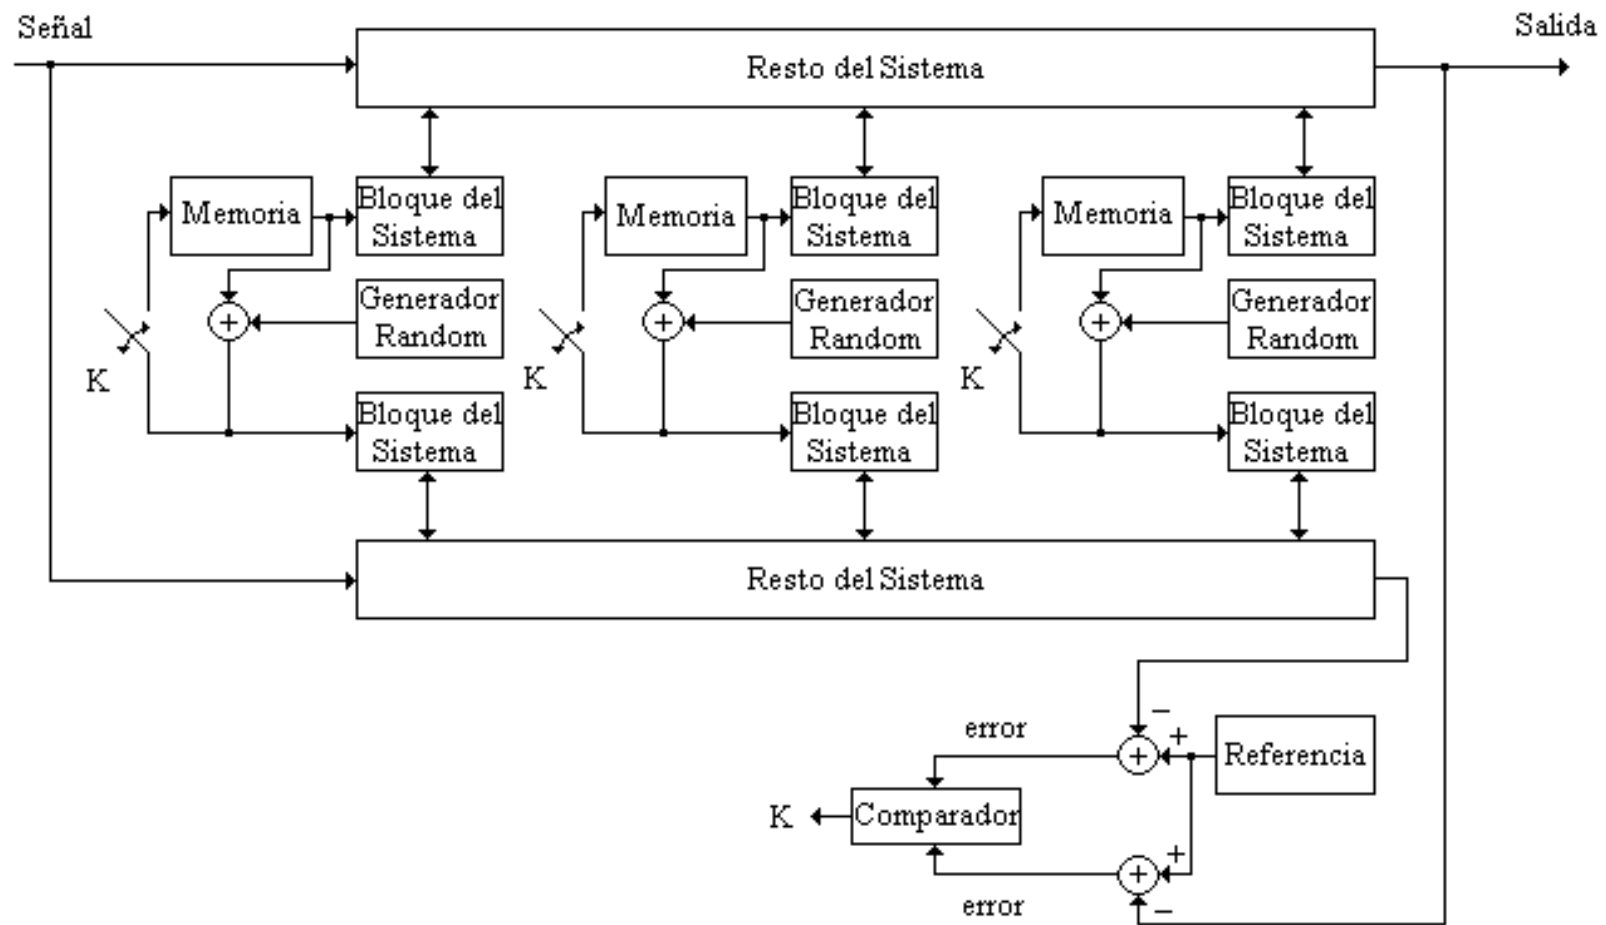 Señal
Salida
Resto del Sistema
Memoria
Bloque del
Sistema
Memoria
Bloque del
Sistema
Memoria
Bloque del
Sistema
+
Generador
Random
+
Generador
Random
+
Generador
Random
K
K
K
Bloque del
Sistema
Bloque del
Sistema
Bloque del
Sistema
Resto del Sistema
−
error
+
+
Referencia
K
Comparador
+
+
error
−